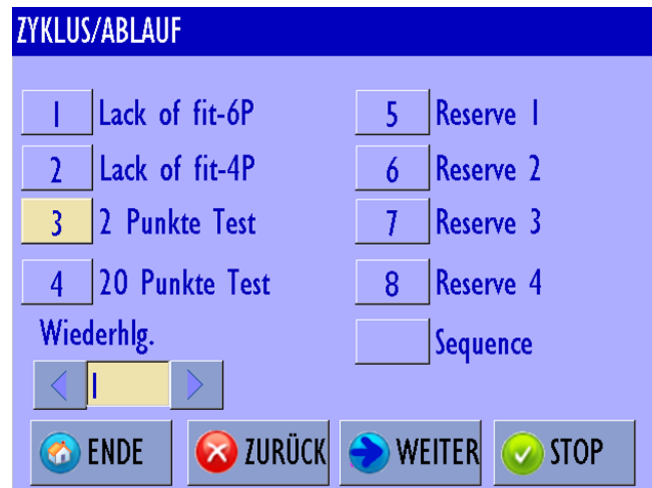 ZYKLUS/ABLAUF
1 Lack of fit-6P
2 Lack of fit-4P
3 2 Punkte Test
4 20 Punkte Test
5 Reserve 1
6 Reserve 2
7 Reserve 3
8 Reserve 4
Wiederhlg.
1
Sequence
ENDE ZURÜCK WEITER STOP